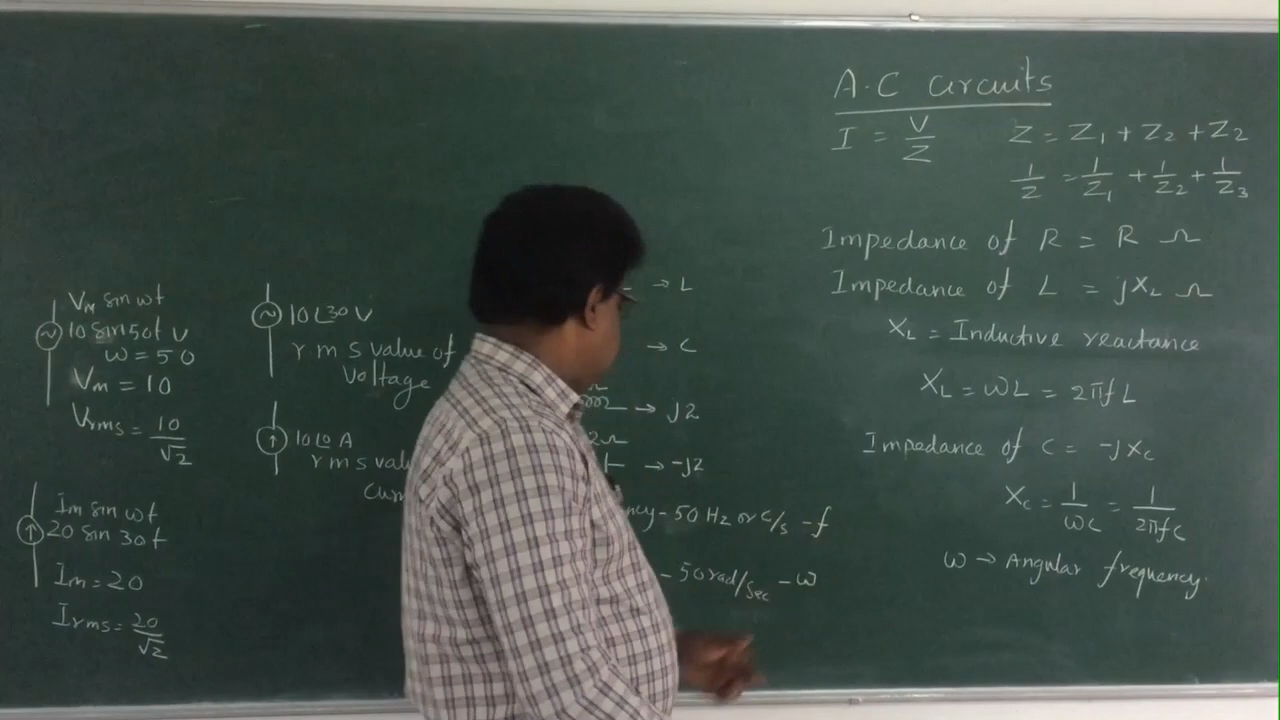 A.C circuits
I = V/Z
Z = Z1 + Z2 + Z2
1/Z = 1/Z1 + 1/Z2 + 1/Z3
Impedance of R = R Ω
Impedance of L = jXL Ω
XL = Inductive reactance
XL = ωL = 2πfL
Impedance of C = -jXC
XC = 1/ωC = 1/2πfC
ω → Angular frequency.
Vm sin ωt
10 sin 50t V
ω = 50
Vm = 10
Vrms = 10/√2
Im sin ωt
20 sin 30t
Im = 20
Irms = 20/√2
10∠30 V
r m s value of
voltage
10∠0 A
r m s
→ L
→ C
Ω
→ j2
2Ω
→ -j2
- 50 Hz or c/s - f
- 50 rad/sec - ω